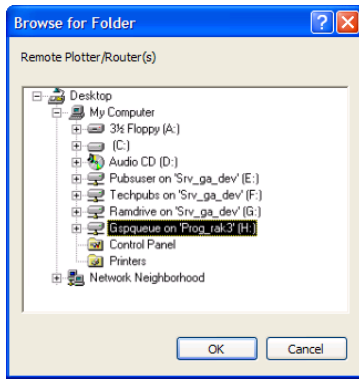 Browse for Folder
Remote Plotter/Router(s)
Desktop
My Computer
3½ Floppy (A:)
(C:)
Audio CD (D:)
Pubsuser on 'Srv_ga_dev' (E:)
Techpubs on 'Srv_ga_dev' (F:)
Ramdrive on 'Srv_ga_dev' (G:)
Gspqueue on 'Prog_rak3' (H:)
Control Panel
Printers
Network Neighborhood
OK Cancel